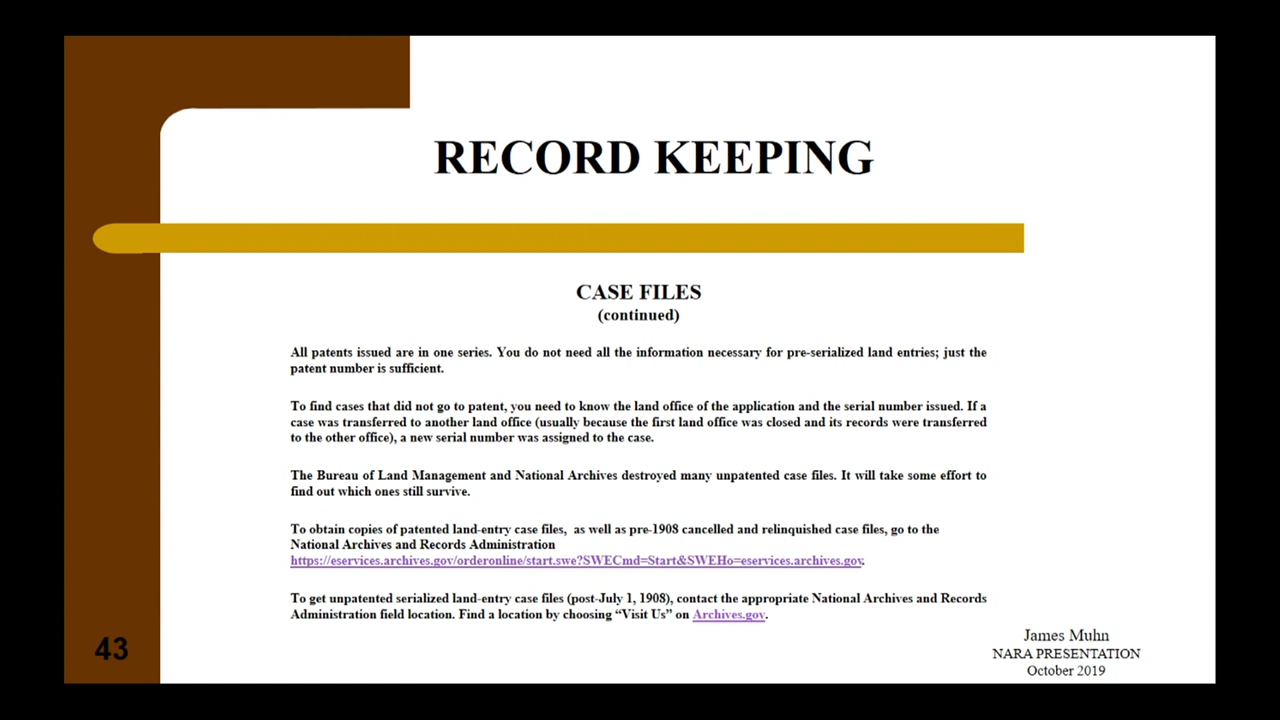 RECORD KEEPING
CASE FILES
(continued)
All patents issued are in one series. You do not need all the information necessary for pre-serialized land entries; just the
patent number is sufficient.
To find cases that did not go to patent, you need to know the land office of the application and the serial number issued. If a
case was transferred to another land office (usually because the first land office was closed and its records were transferred
to the other office), a new serial number was assigned to the case.
The Bureau of Land Management and National Archives destroyed many unpatented case files. It will take some effort to
find out which ones still survive.
To obtain copies of patented land-entry case files, as well as pre-1908 cancelled and relinquished case files, go to the
National Archives and Records Administration
https://eservices.archives.gov/orderonline/start.swe?SWECmd=Start&SWEHo=eservices.archives.gov.
To get unpatented serialized land-entry case files (post-July 1, 1908), contact the appropriate National Archives and Records
Administration field location. Find a location by choosing “Visit Us” on Archives.gov.
43
James Muhn
NARA PRESENTATION
October 2019